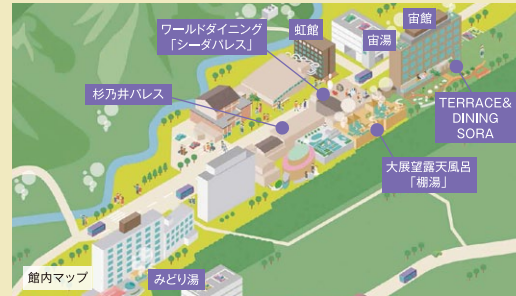 ワールドダイニング
「シーダパレス」
虹館
宙湯
宙館
杉乃井パレス
TERRACE&
DINING
SORA
大展望露天風呂
「棚湯」
館内マップ
みどり湯